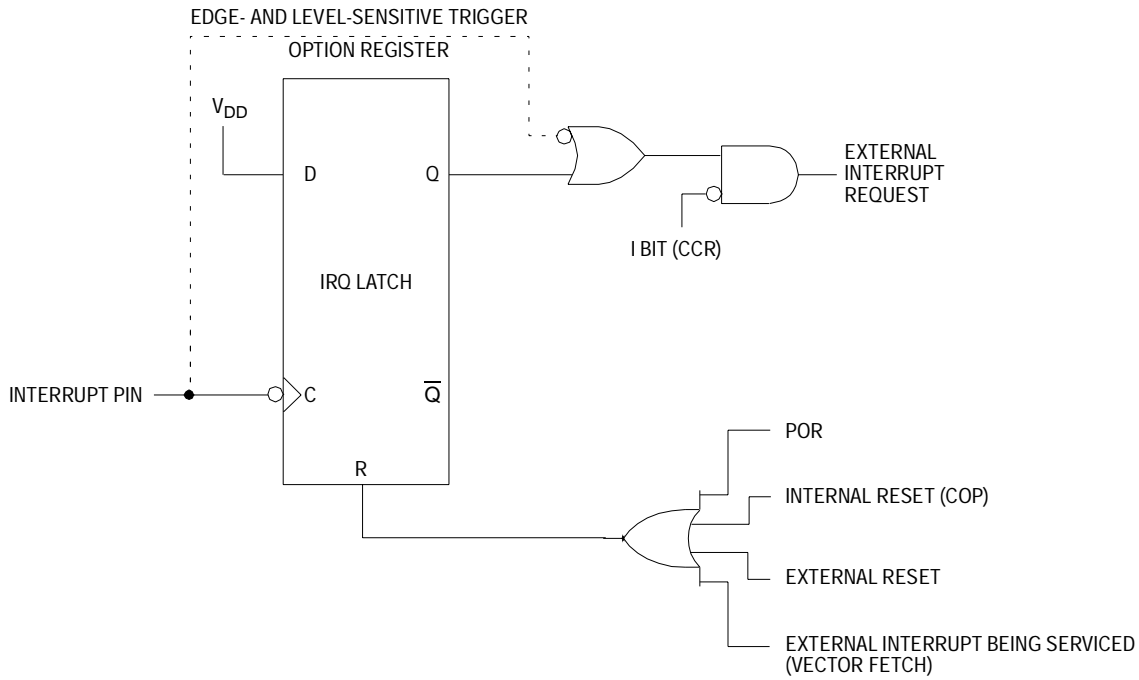 EDGE- AND LEVEL-SENSITIVE TRIGGER
OPTION REGISTER
VDD
D
Q
EXTERNAL
INTERRUPT
REQUEST
I BIT (CCR)
IRQ LATCH
INTERRUPT PIN
C
Q̅
R
POR
INTERNAL RESET (COP)
EXTERNAL RESET
EXTERNAL INTERRUPT BEING SERVICED
(VECTOR FETCH)